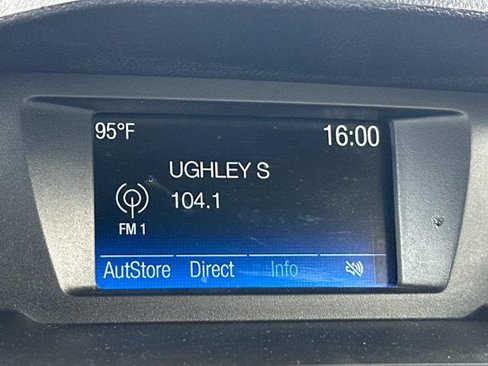 95°F 16:00
UGHLEY S
104.1
FM 1
AutStore Direct Info